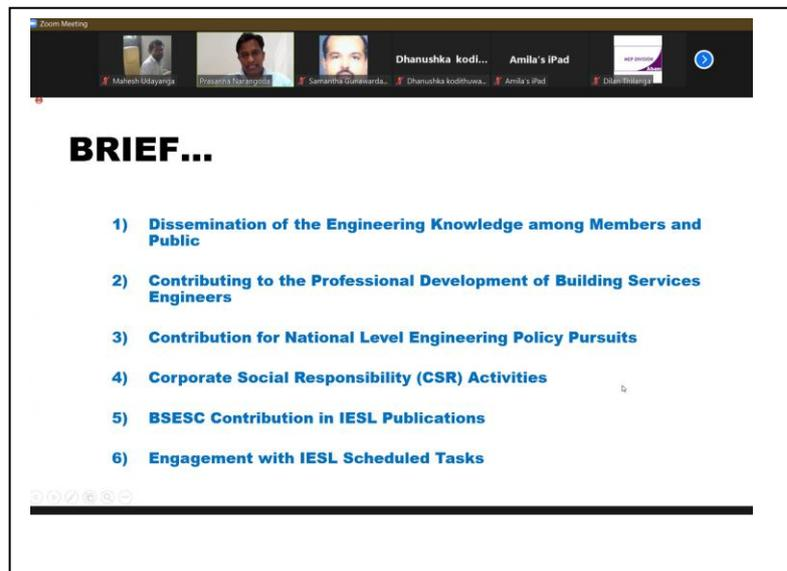 Zoom Meeting
Dhanushka kodi...
Amila's iPad
MEP DIVISION
Mahesh Udayanga
Prasanna Narangoda
Samantha Gunawarda...
Dhanushka kodithuwa...
Amila's iPad
Dilan Thilanga
BRIEF...
1) Dissemination of the Engineering Knowledge among Members and
Public
2) Contributing to the Professional Development of Building Services
Engineers
3) Contribution for National Level Engineering Policy Pursuits
4) Corporate Social Responsibility (CSR) Activities
5) BSESC Contribution in IESL Publications
6) Engagement with IESL Scheduled Tasks